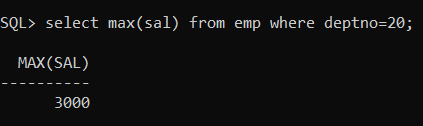 SQL> select max(sal) from emp where deptno=20;
MAX(SAL)
----------
3000